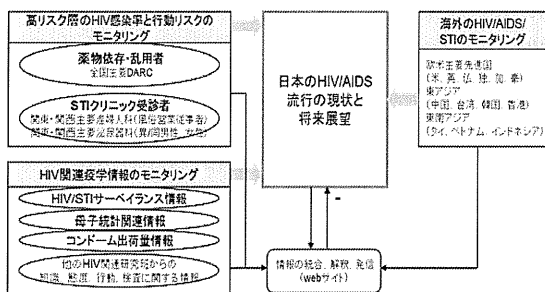 高リスク層のHIV感染率と行動リスクの
モニタリング
薬物依存・乱用者
全国主要DARC
STIクリニック受診者
関東・関西主要産婦人科(風俗営業従事者)
関東・関西主要泌尿器科(異/同間男性、女性)
HIV関連疫学情報のモニタリング
HIV/STIサーベイランス情報
母子統計関連情報
コンドーム出荷量情報
他のHIV関連研究班からの
知識、態度、行動、検査に関する情報
日本のHIV/AIDS
流行の現状と
将来展望
情報の統合、解釈、発信
(webサイト)
海外のHIV/AIDS/
STIのモニタリング
欧米主要先進国
(米、英、仏、独、加、豪)
東アジア
(中国、台湾、韓国、香港)
東南アジア
(タイ、ベトナム、インドネシア)